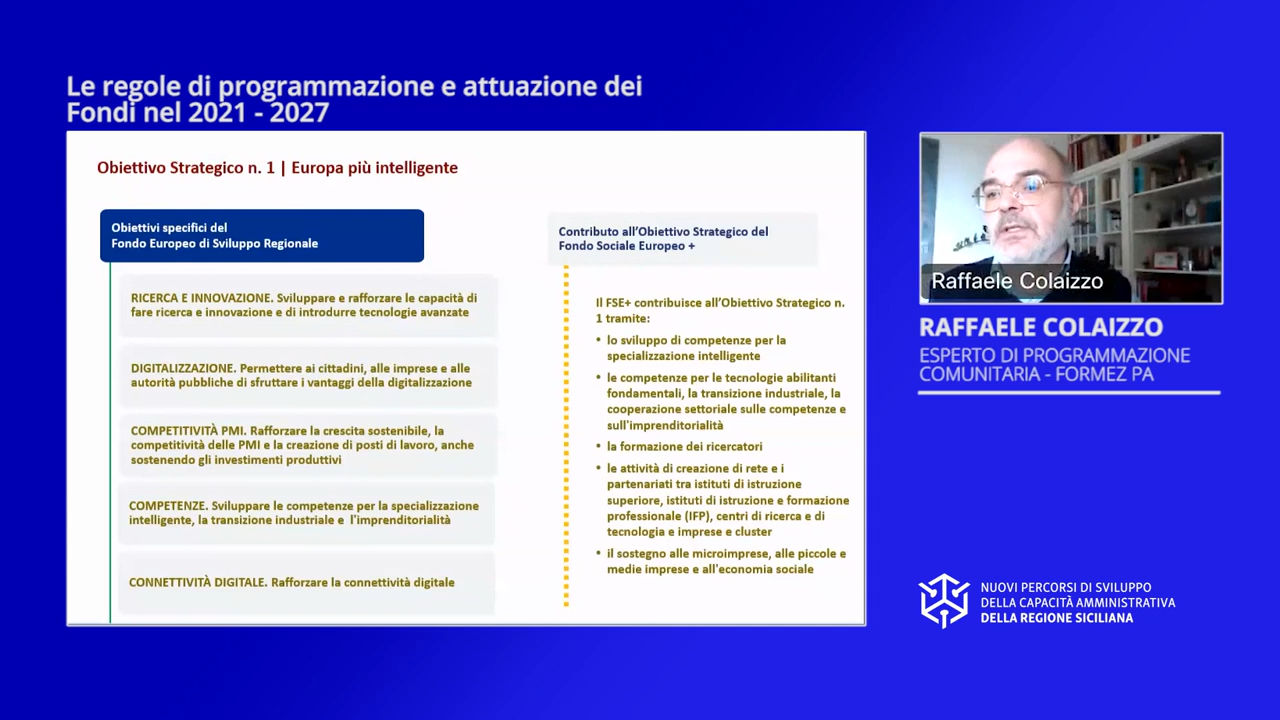 Le regole di programmazione e attuazione dei
Fondi nel 2021 - 2027
Obiettivo Strategico n. 1 | Europa più intelligente
Obiettivi specifici del
Fondo Europeo di Sviluppo Regionale
RICERCA E INNOVAZIONE. Sviluppare e rafforzare le capacità di
fare ricerca e innovazione e di introdurre tecnologie avanzate
DIGITALIZZAZIONE. Permettere ai cittadini, alle imprese e alle
autorità pubbliche di sfruttare i vantaggi della digitalizzazione
COMPETITIVITÀ PMI. Rafforzare la crescita sostenibile, la
competitività delle PMI e la creazione di posti di lavoro, anche
sostenendo gli investimenti produttivi
COMPETENZE. Sviluppare le competenze per la specializzazione
intelligente, la transizione industriale e l'imprenditorialità
CONNETTIVITÀ DIGITALE. Rafforzare la connettività digitale
Contributo all'Obiettivo Strategico del
Fondo Sociale Europeo +
Il FSE+ contribuisce all'Obiettivo Strategico n.
1 tramite:
• lo sviluppo di competenze per la
specializzazione intelligente
• le competenze per le tecnologie abilitanti
fondamentali, la transizione industriale, la
cooperazione settoriale sulle competenze e
sull'imprenditorialità
• la formazione dei ricercatori
• le attività di creazione di rete e i
partenariati tra istituti di istruzione
superiore, istituti di istruzione e formazione
professionale (IFP), centri di ricerca e di
tecnologia e imprese e cluster
• il sostegno alle microimprese, alle piccole e
medie imprese e all'economia sociale
Raffaele Colaizzo
RAFFAELE COLAIZZO
ESPERTO DI PROGRAMMAZIONE
COMUNITARIA - FORMEZ PA
NUOVI PERCORSI DI SVILUPPO
DELLA CAPACITÀ AMMINISTRATIVA
DELLA REGIONE SICILIANA